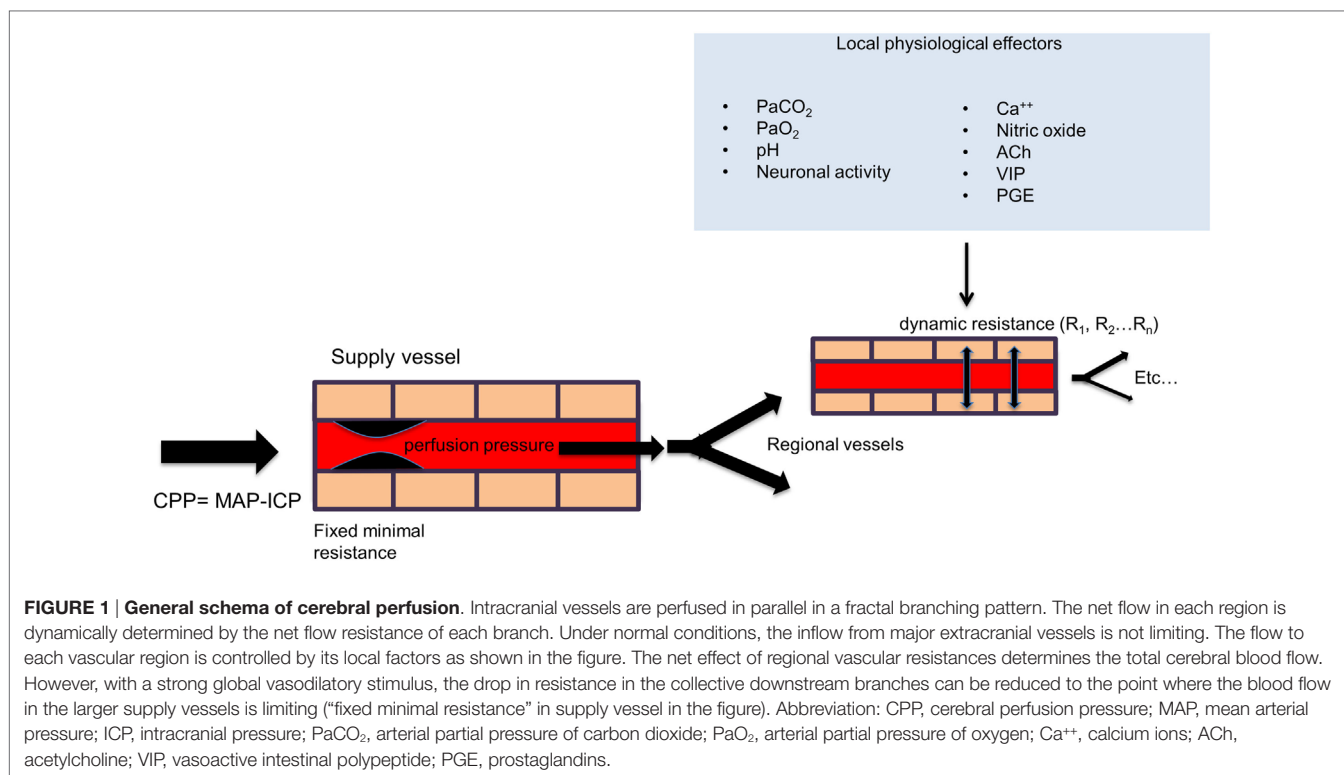 Local physiological effectors
• PaCO₂
• PaO₂
• pH
• Neuronal activity
• Ca⁺⁺
• Nitric oxide
• ACh
• VIP
• PGE
dynamic resistance (R₁, R₂…Rₙ)
Etc…
Supply vessel
perfusion pressure
Regional vessels
CPP= MAP-ICP
Fixed minimal
resistance
FIGURE 1 | General schema of cerebral perfusion. Intracranial vessels are perfused in parallel in a fractal branching pattern. The net flow in each region is
dynamically determined by the net flow resistance of each branch. Under normal conditions, the inflow from major extracranial vessels is not limiting. The flow to
each vascular region is controlled by its local factors as shown in the figure. The net effect of regional vascular resistances determines the total cerebral blood flow.
However, with a strong global vasodilatory stimulus, the drop in resistance in the collective downstream branches can be reduced to the point where the blood flow
in the larger supply vessels is limiting (“fixed minimal resistance” in supply vessel in the figure). Abbreviation: CPP, cerebral perfusion pressure; MAP, mean arterial
pressure; ICP, intracranial pressure; PaCO₂, arterial partial pressure of carbon dioxide; PaO₂, arterial partial pressure of oxygen; Ca⁺⁺, calcium ions; ACh,
acetylcholine; VIP, vasoactive intestinal polypeptide; PGE, prostaglandins.